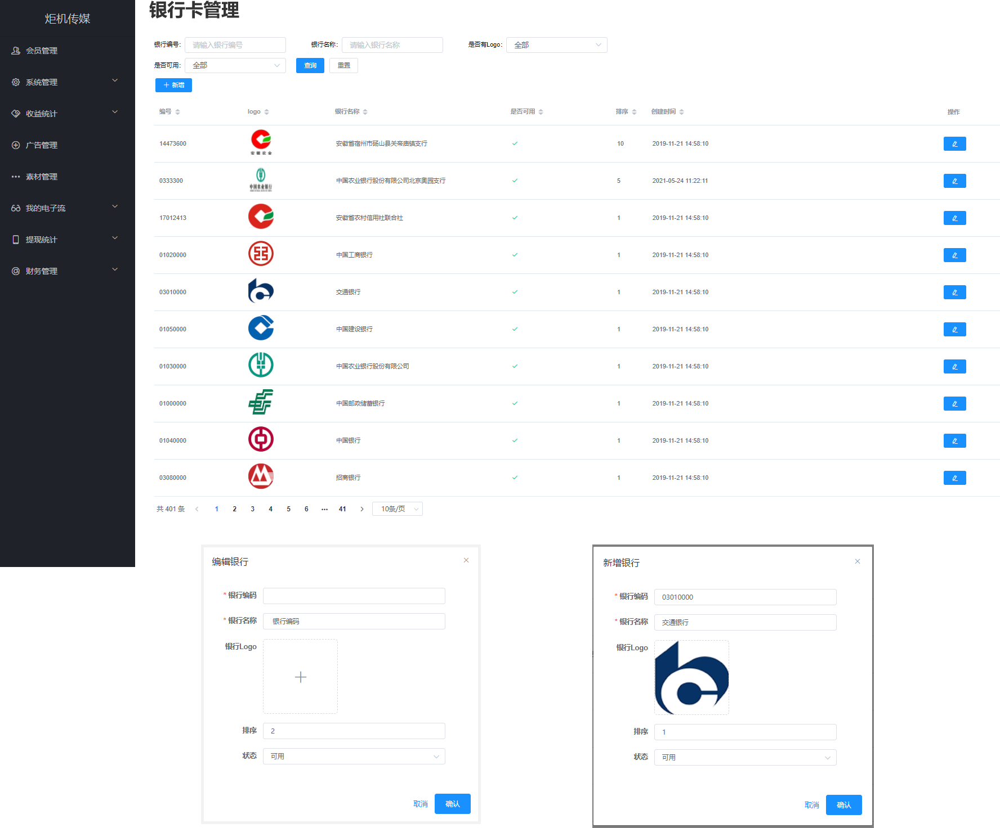 炬机传媒
会员管理
系统管理
收益统计
广告管理
素材管理
我的电子流
提现统计
财务管理
银行卡管理
银行编号: 请输入银行编号 银行名称: 请输入银行名称 是否有Logo: 全部
是否可用: 全部 查询 重置
新增
编号 logo 银行名称 是否可用 排序 创建时间 操作
14473600 安徽农金 安徽省宿州市砀山县关帝庙镇支行 10 2019-11-21 14:58:10
0333300 中国农业银行 中国农业银行股份有限公司北京奥园支行 5 2021-05-24 11:22:11
17012413 安徽省农村信用社联合社 1 2019-11-21 14:58:10
01020000 中国工商银行 1 2019-11-21 14:58:10
03010000 交通银行 1 2019-11-21 14:58:10
01050000 中国建设银行 1 2019-11-21 14:58:10
01030000 中国农业银行股份有限公司 1 2019-11-21 14:58:10
01000000 中国邮政储蓄银行 1 2019-11-21 14:58:10
01040000 中国银行 1 2019-11-21 14:58:10
03080000 招商银行 1 2019-11-21 14:58:10
共 401 条 1 2 3 4 5 6 ··· 41 10条/页
编辑银行
* 银行编码
* 银行名称 银行编码
银行Logo
排序 2
状态 可用
取消 确认
新增银行
* 银行编码 03010000
* 银行名称 交通银行
银行Logo
排序 1
状态 可用
取消 确认